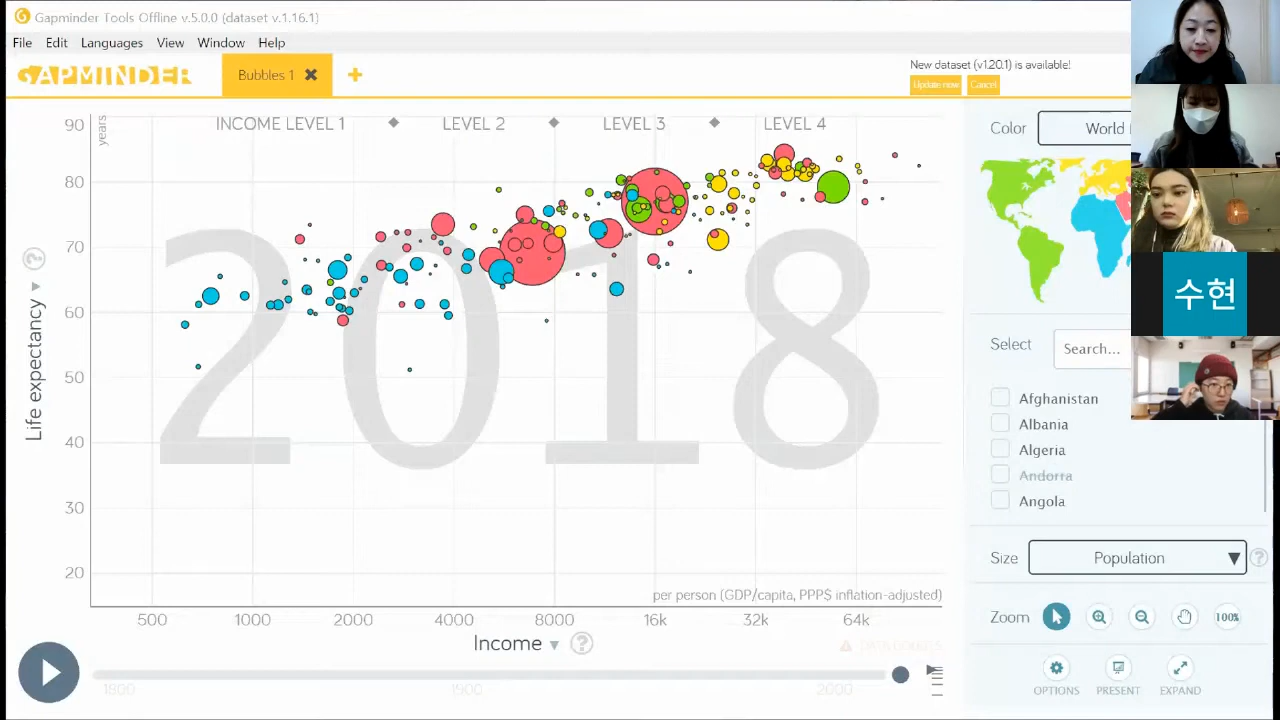 Gapminder Tools Offline v.5.0.0 (dataset v.1.16.1)
File Edit Languages View Window Help
GAPMINDER
Bubbles 1
New dataset (v1.20.1) is available!
Update now Cancel
90
80
70
60
50
40
30
20
years
Life expectancy
INCOME LEVEL 1 LEVEL 2 LEVEL 3 LEVEL 4
2018
per person (GDP/capita, PPP$ inflation-adjusted)
500 1000 2000 4000 8000 16k 32k 64k
Income
DATA DOUBTS
1800 1900 2000
Color
World
Select
Search...
Afghanistan
Albania
Algeria
Andorra
Angola
Size
Population
Zoom
100%
OPTIONS PRESENT EXPAND
수현